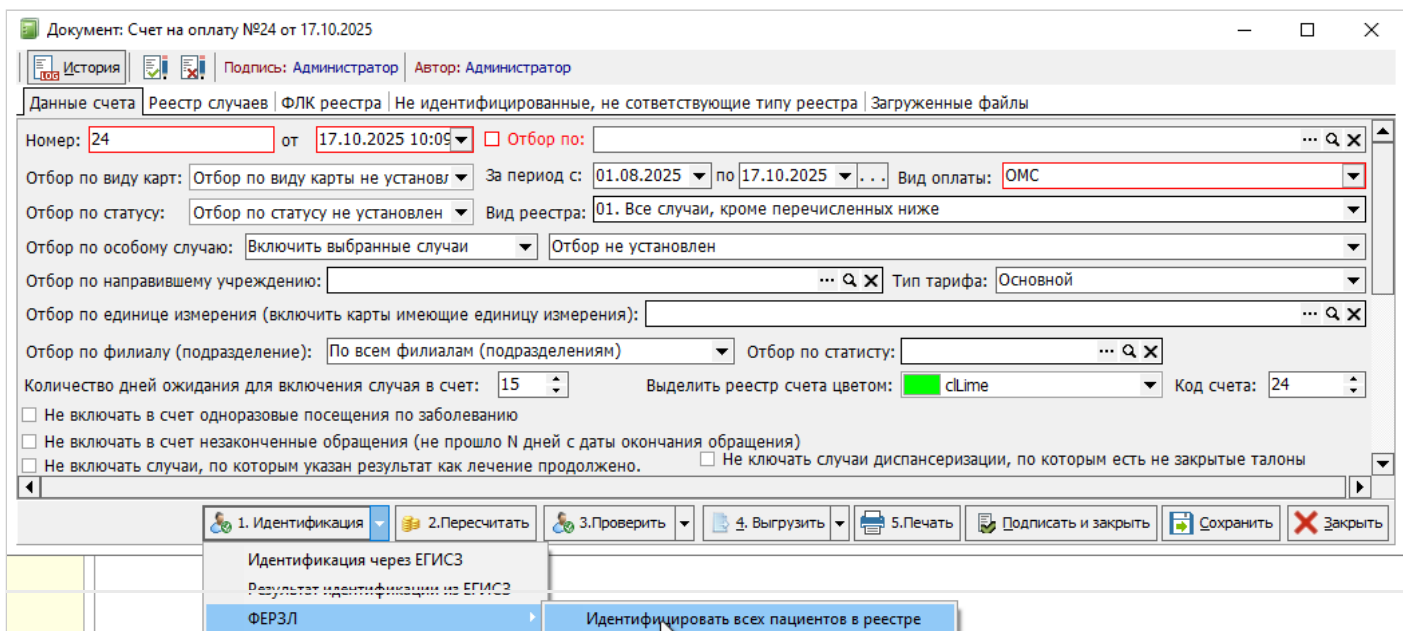 Документ: Счет на оплату №24 от 17.10.2025
LOG История Подпись: Администратор Автор: Администратор
Данные счета Реестр случаев ФЛК реестра Не идентифицированные, не сответствующие типу реестра Загруженные файлы
Номер: 24 от 17.10.2025 10:09 Отбор по:
Отбор по виду карт: Отбор по виду карты не установл За период с: 01.08.2025 по 17.10.2025 ... Вид оплаты: ОМС
Отбор по статусу: Отбор по статусу не установлен Вид реестра: 01. Все случаи, кроме перечисленных ниже
Отбор по особому случаю: Включить выбранные случаи Отбор не установлен
Отбор по направившему учреждению: Тип тарифа: Основной
Отбор по единице измерения (включить карты имеющие единицу измерения):
Отбор по филиалу (подразделение): По всем филиалам (подразделениям) Отбор по статисту:
Количество дней ожидания для включения случая в счет: 15 Выделить реестр счета цветом: clLime Код счета: 24
Не включать в счет одноразовые посещения по заболеванию
Не включать в счет незаконченные обращения (не прошло N дней с даты окончания обращения)
Не включать случаи, по которым указан результат как лечение продолжено. Не ключать случаи диспансеризации, по которым есть не закрытые талоны
1. Идентификация 2.Пересчитать 3.Проверить 4. Выгрузить 5.Печать Подписать и закрыть Сохранить Закрыть
Идентификация через ЕГИСЗ
Результат идентификации из ЕГИСЗ
ФЕРЗЛ Идентифицировать всех пациентов в реестре